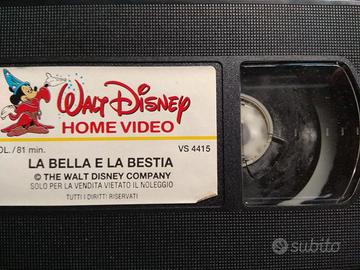 WALT DISNEY
HOME VIDEO
OL./81 min. VS 4415
LA BELLA E LA BESTIA
© THE WALT DISNEY COMPANY
SOLO PER LA VENDITA VIETATO IL NOLEGGIO
TUTTI I DIRITTI RISERVATI
subito